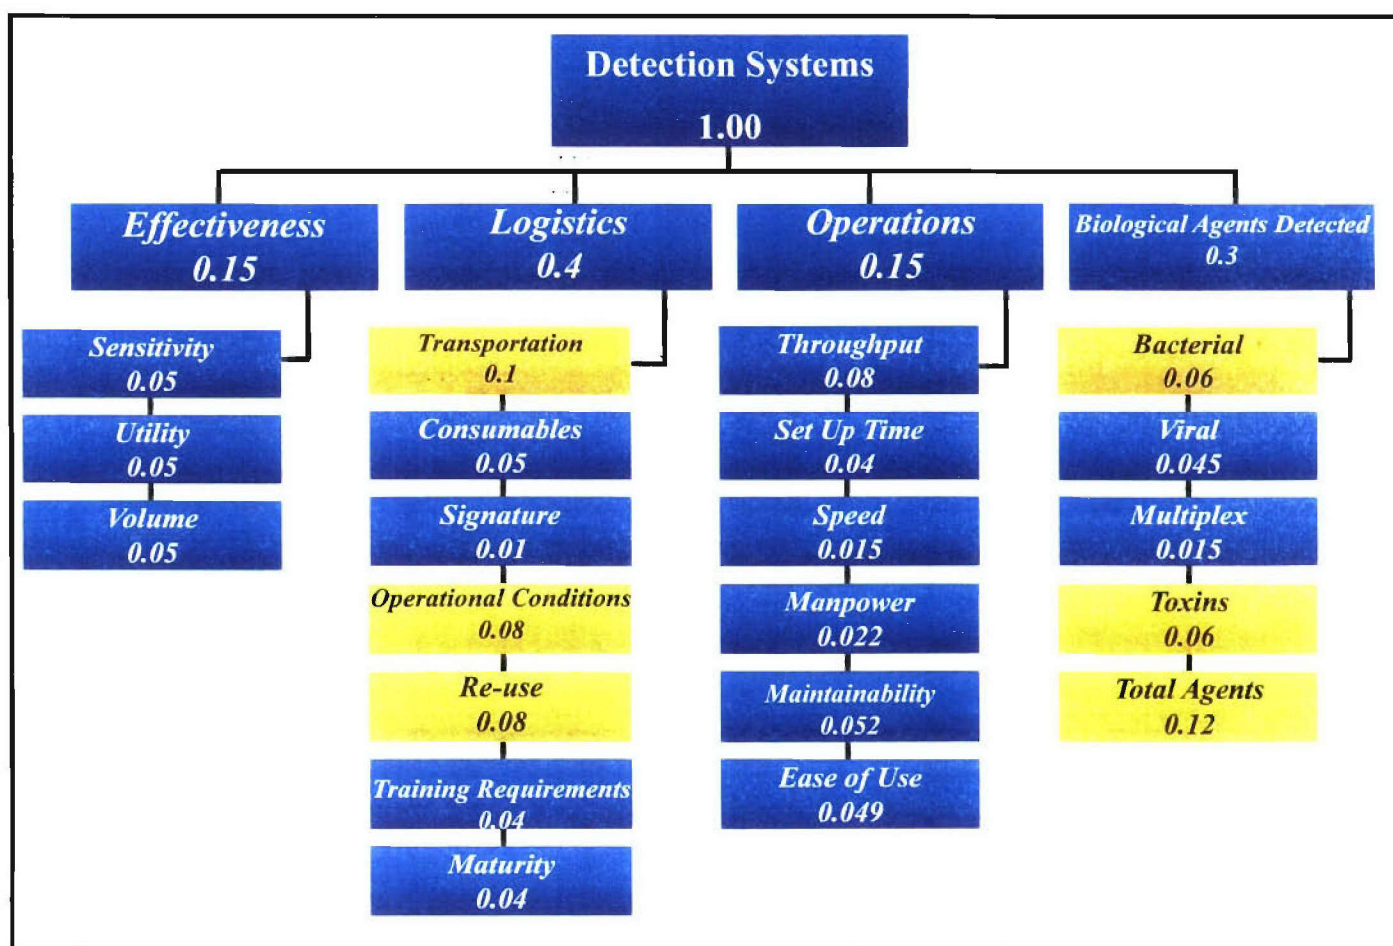 Detection Systems
1.00
Effectiveness
0.15
Logistics
0.4
Operations
0.15
Biological Agents Detected
0.3
Sensitivity
0.05
Utility
0.05
Volume
0.05
Transportation
0.1
Consumables
0.05
Signature
0.01
Operational Conditions
0.08
Re-use
0.08
Training Requirements
0.04
Maturity
0.04
Throughput
0.08
Set Up Time
0.04
Speed
0.015
Manpower
0.022
Maintainability
0.052
Ease of Use
0.049
Bacterial
0.06
Viral
0.045
Multiplex
0.015
Toxins
0.06
Total Agents
0.12